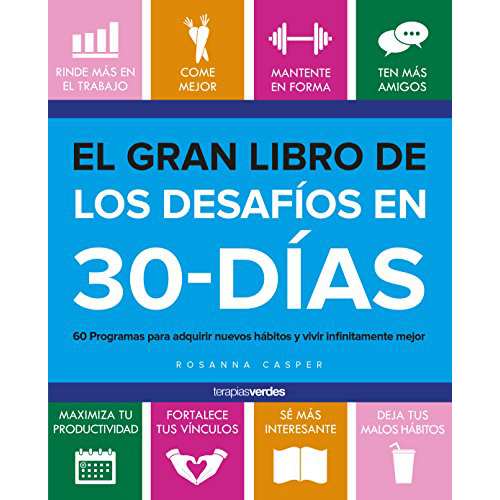 RINDE MÁS EN
EL TRABAJO
COME
MEJOR
MANTENTE
EN FORMA
TEN MÁS
AMIGOS
EL GRAN LIBRO DE
LOS DESAFÍOS EN
30-DÍAS
60 Programas para adquirir nuevos hábitos y vivir infinitamente mejor
ROSANNA CASPER
terapiasverdes
MAXIMIZA TU
PRODUCTIVIDAD
FORTALECE
TUS VÍNCULOS
SÉ MÁS
INTERESANTE
DEJA TUS
MALOS HÁBITOS